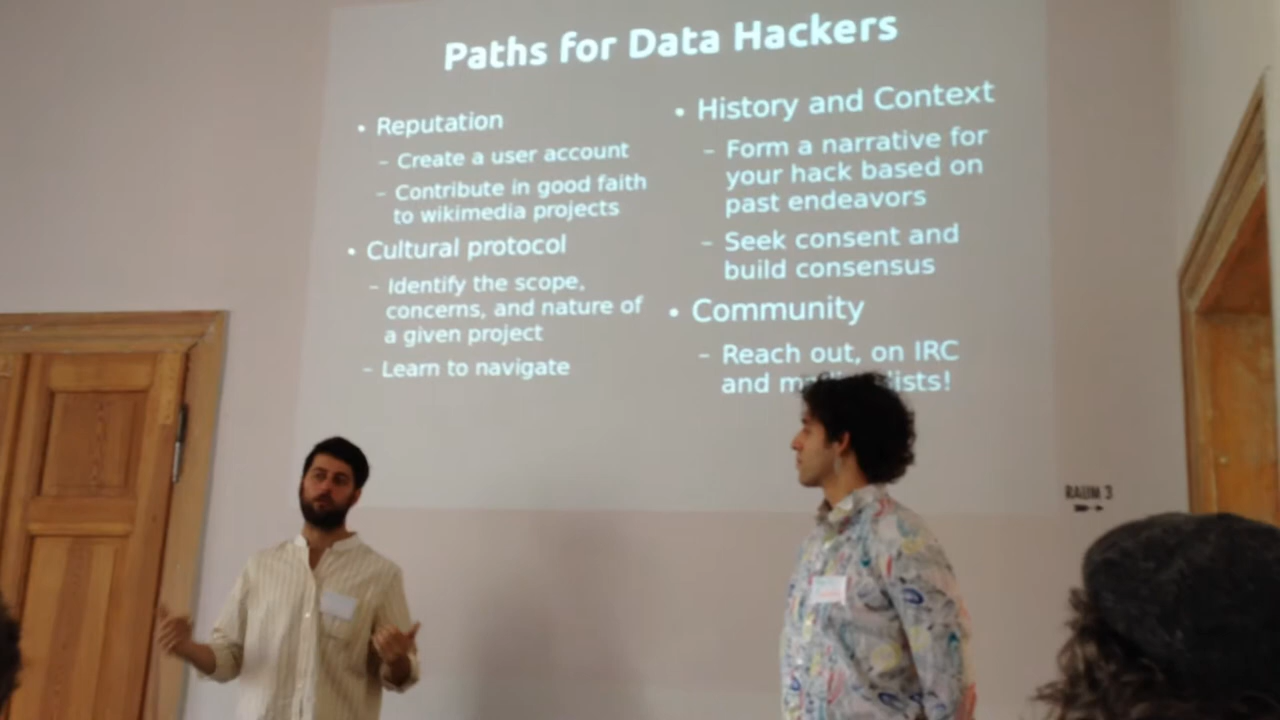 Paths for Data Hackers
• Reputation
– Create a user account
– Contribute in good faith
to wikimedia projects
• Cultural protocol
– Identify the scope,
concerns, and nature of
a given project
– Learn to navigate
• History and Context
– Form a narrative for
your hack based on
past endeavors
– Seek consent and
build consensus
• Community
– Reach out, on IRC
and lists!
RAUM 3